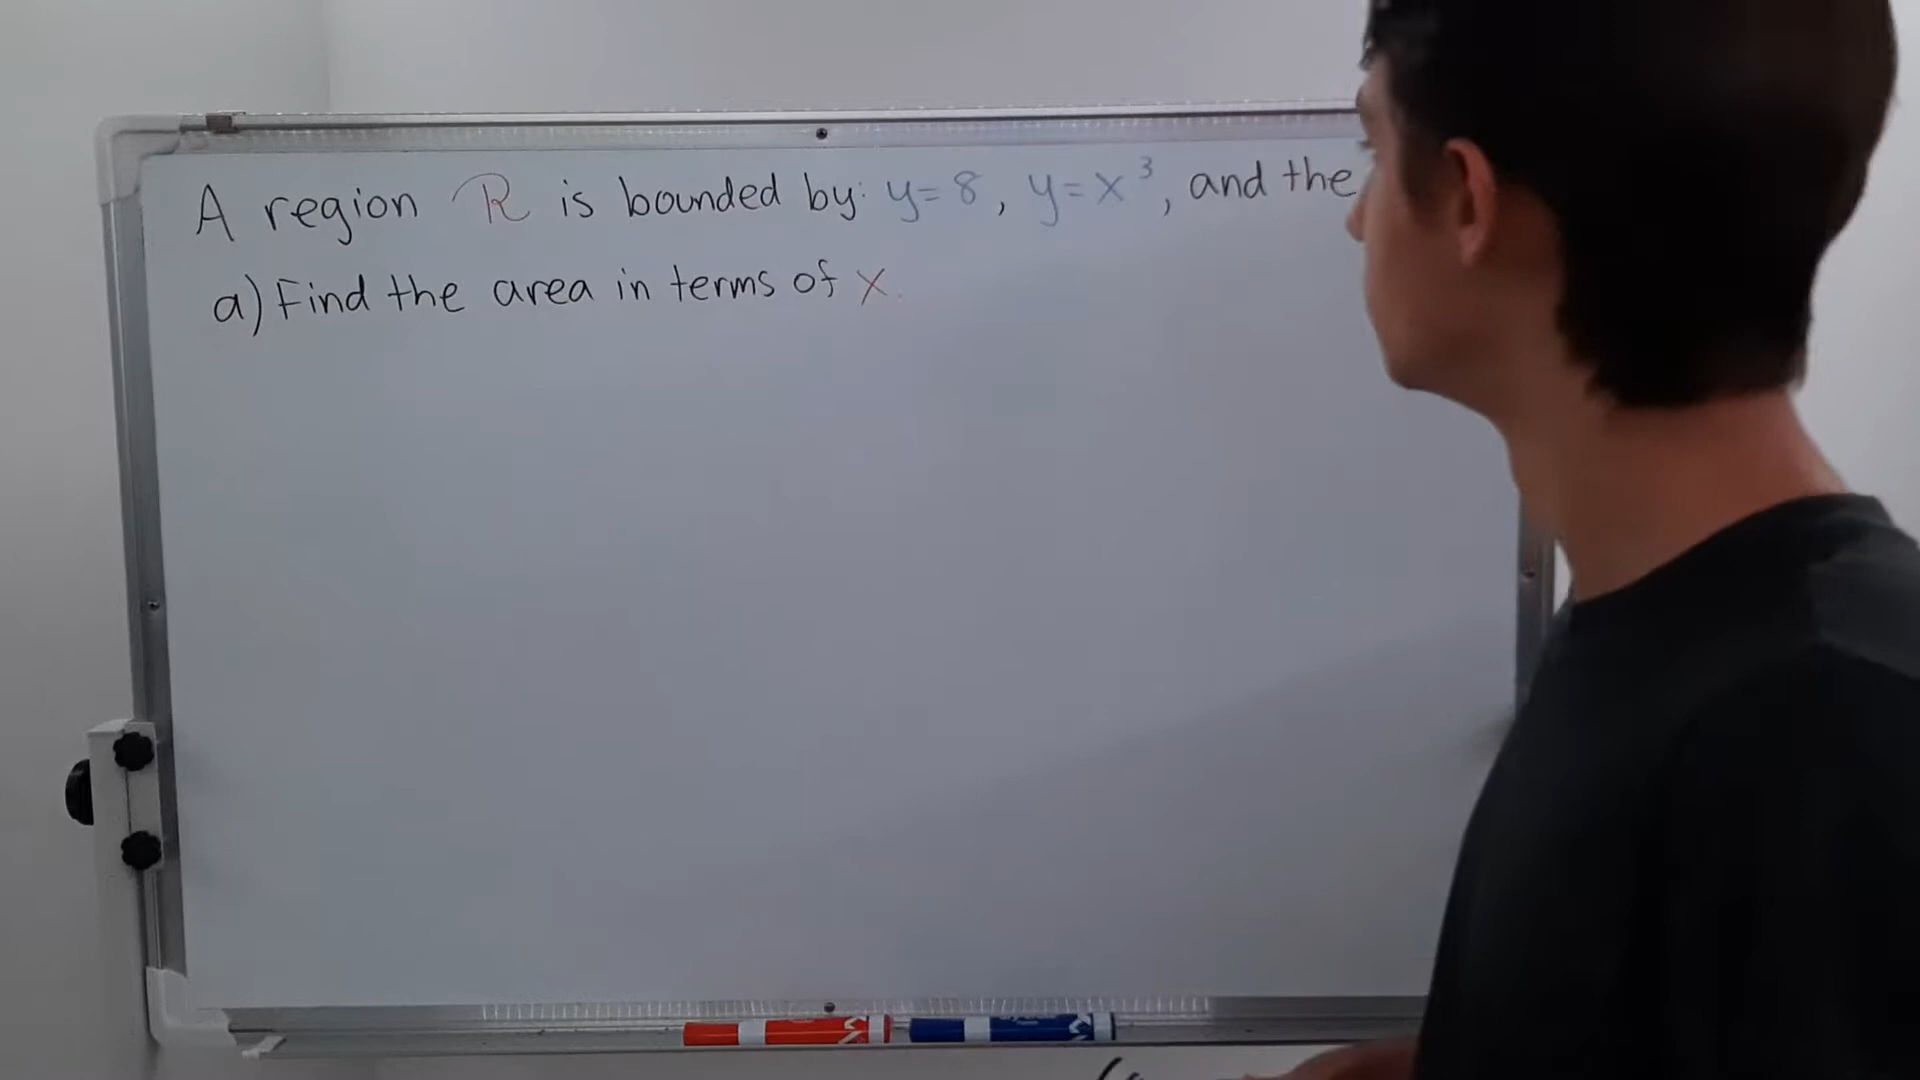 A region R is bounded by: y=8, y=x³, and the
a) Find the area in terms of x.